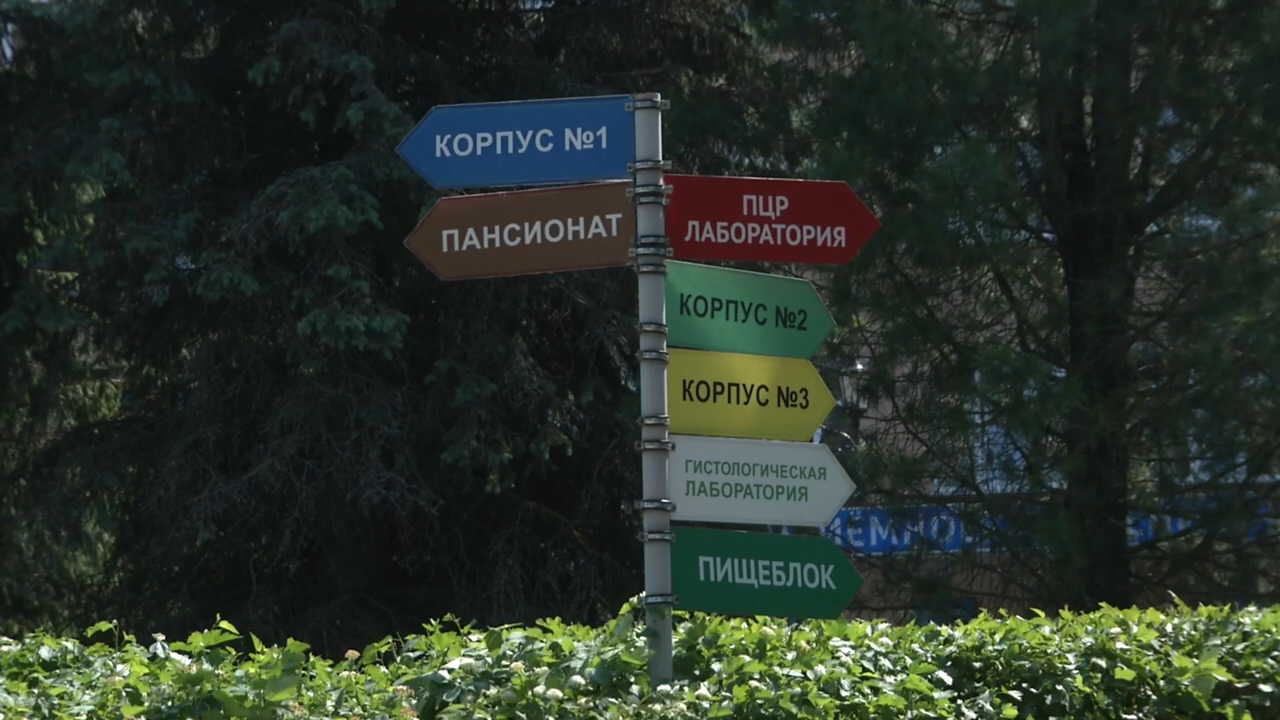 КОРПУС №1
ПАНСИОНАТ
ПЦР
ЛАБОРАТОРИЯ
КОРПУС №2
КОРПУС №3
ГИСТОЛОГИЧЕСКАЯ
ЛАБОРАТОРИЯ
ПИЩЕБЛОК